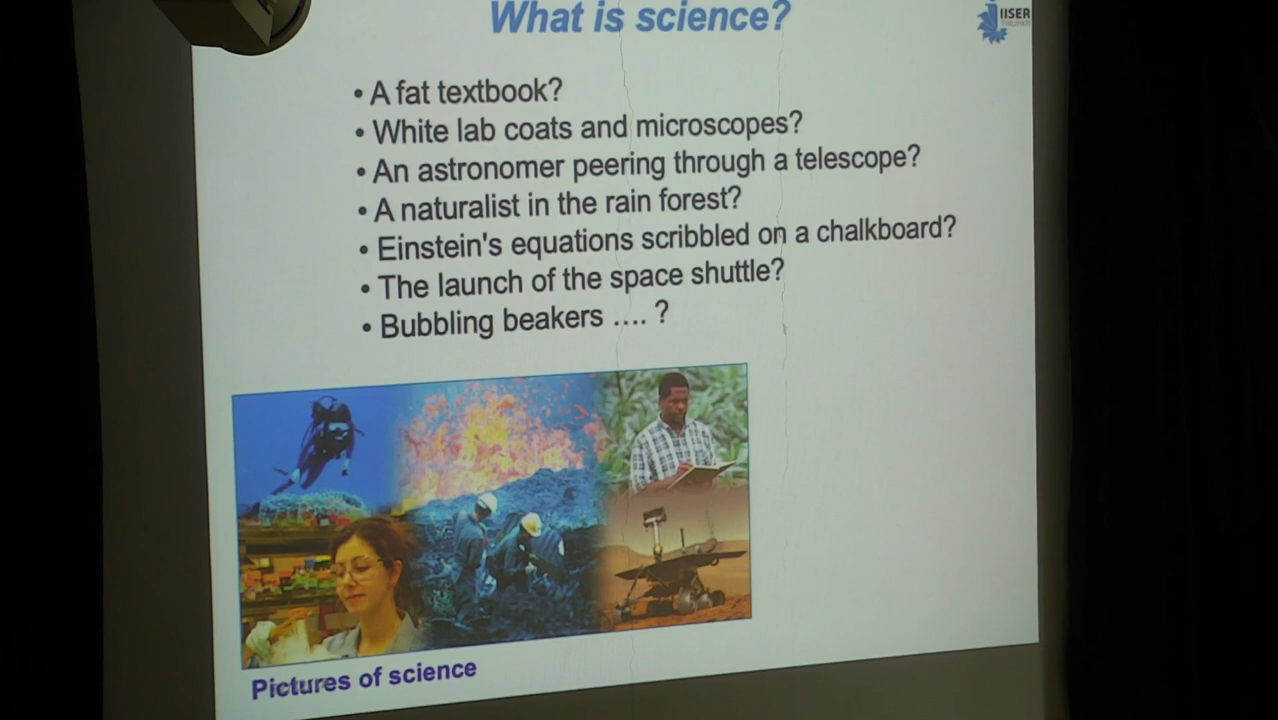 What is science?
IISER
TIRUPATI
• A fat textbook?
• White lab coats and microscopes?
• An astronomer peering through a telescope?
• A naturalist in the rain forest?
• Einstein's equations scribbled on a chalkboard?
• The launch of the space shuttle?
• Bubbling beakers .... ?
Pictures of science